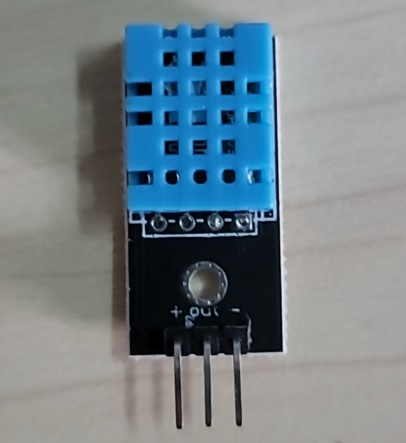 + out -